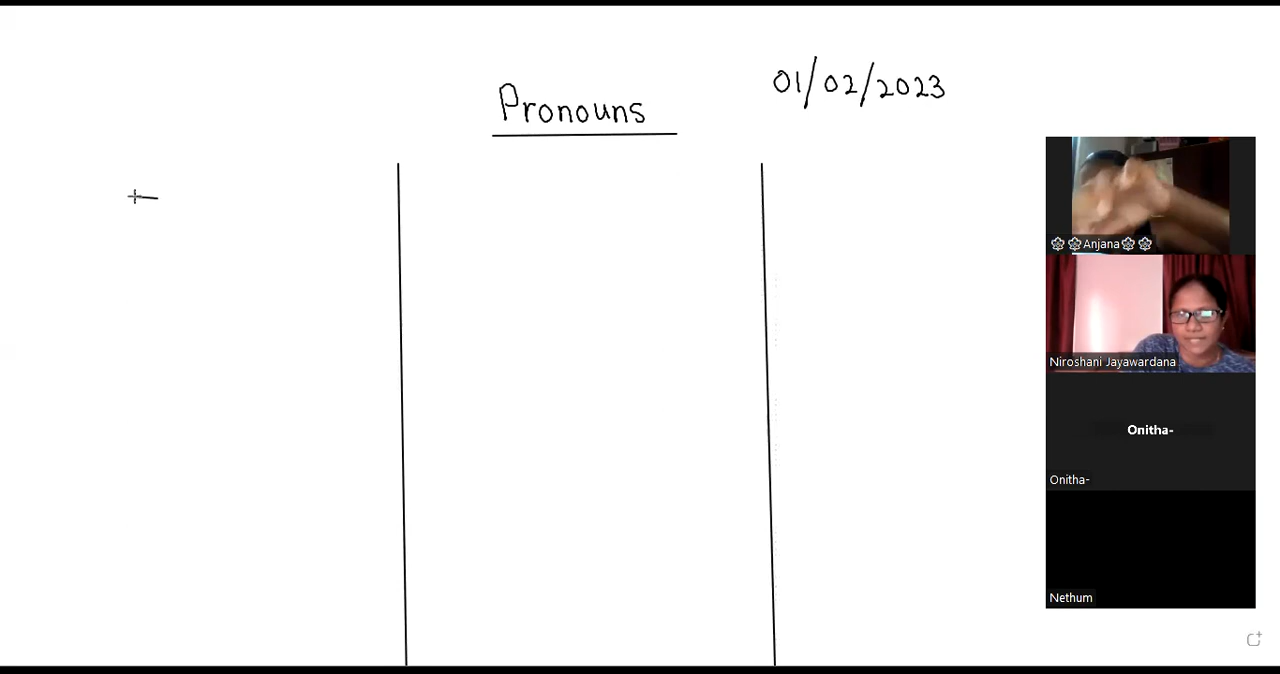 01/02/2023
Pronouns
Anjana
Niroshani Jayawardana
Onitha-
Onitha-
Nethum